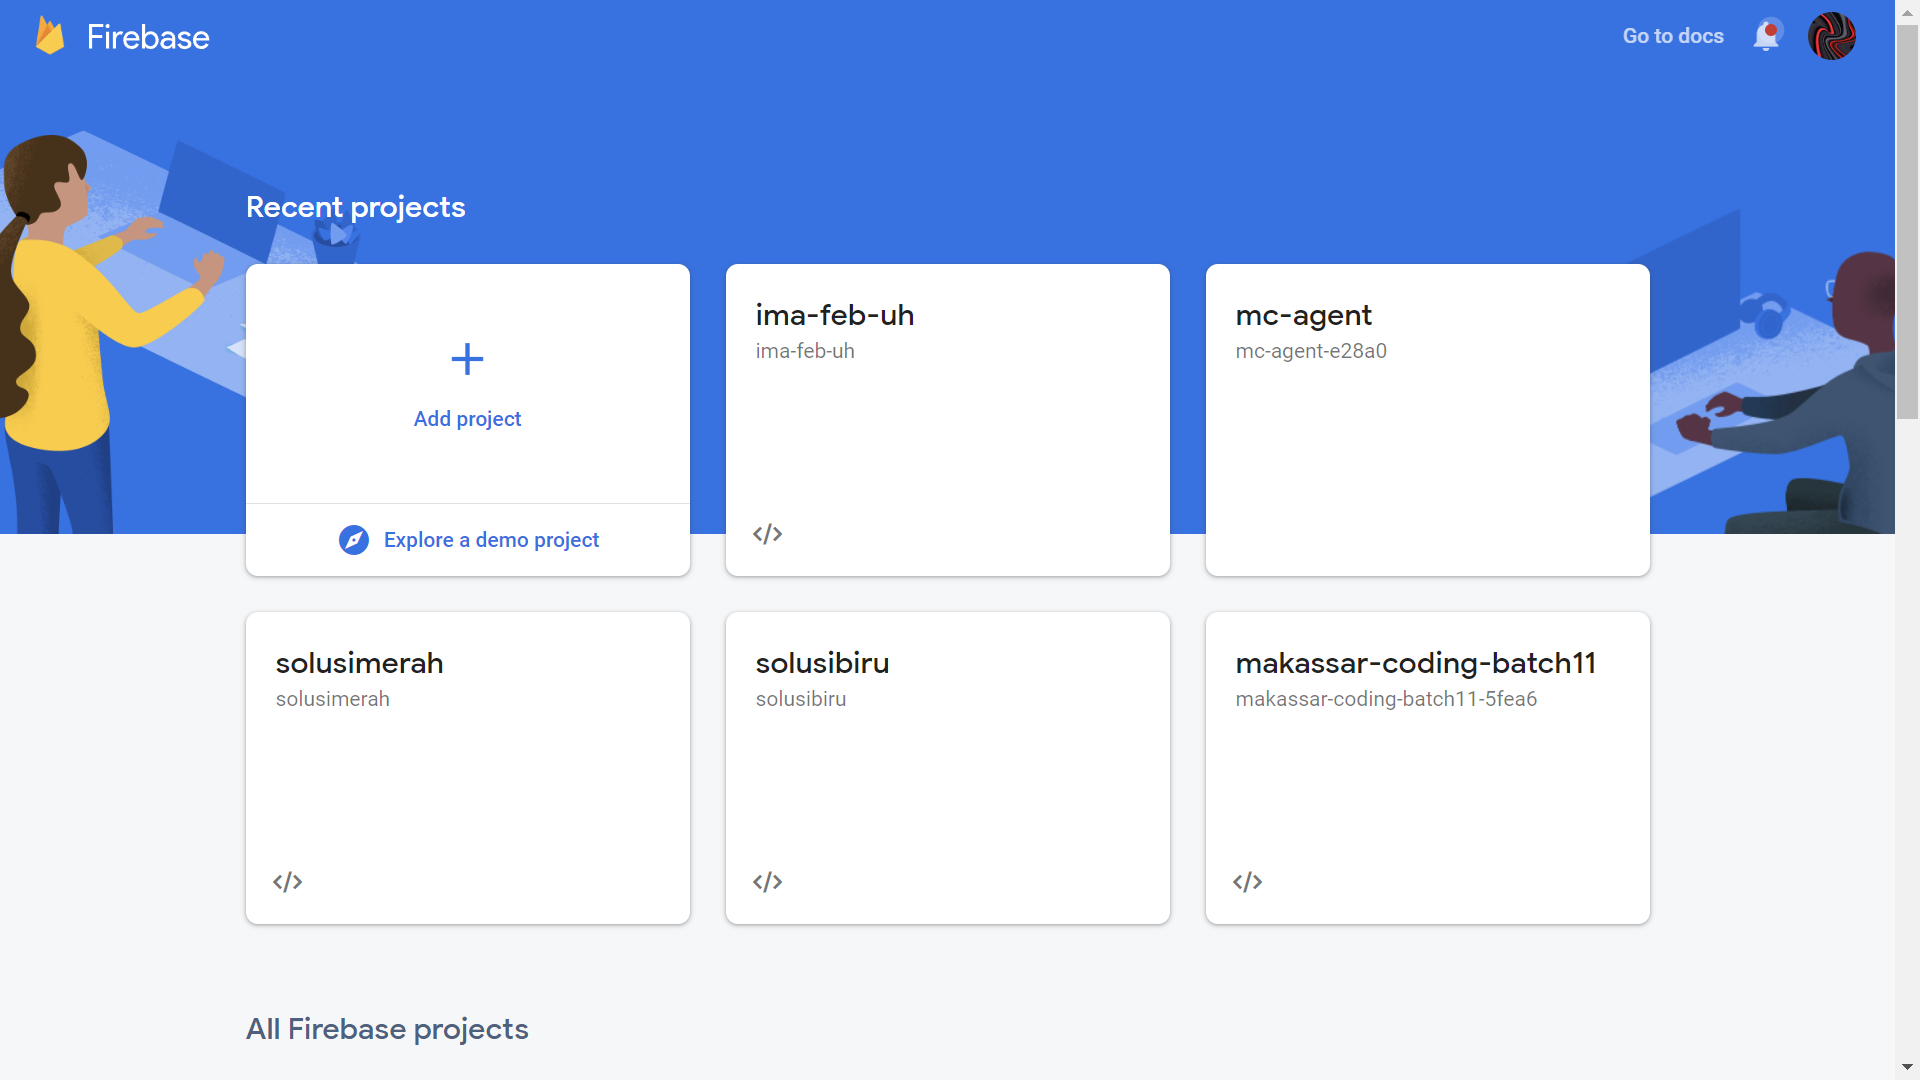 Firebase
Go to docs
Recent projects
Add project
Explore a demo project
ima-feb-uh
ima-feb-uh
mc-agent
mc-agent-e28a0
solusimerah
solusimerah
solusibiru
solusibiru
makassar-coding-batch11
makassar-coding-batch11-5fea6
All Firebase projects